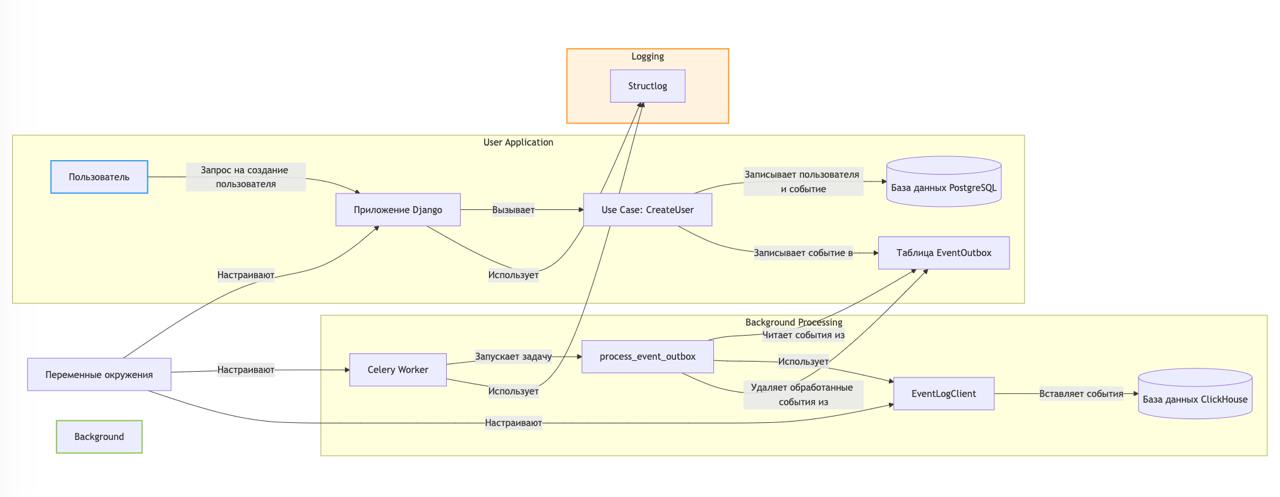 Logging
Structlog
User Application
Пользователь
Запрос на создание
пользователя
Приложение Django
Вызывает
Use Case: CreateUser
Записывает пользователя
и событие
База данных PostgreSQL
Записывает событие в
Таблица EventOutbox
Настраивают
Использует
Background Processing
Переменные окружения
Настраивают
Celery Worker
Запускает задачу
process_event_outbox
Читает события из
Использует
Использует
Удаляет обработанные
события из
EventLogClient
Вставляет события
База данных ClickHouse
Настраивают
Background